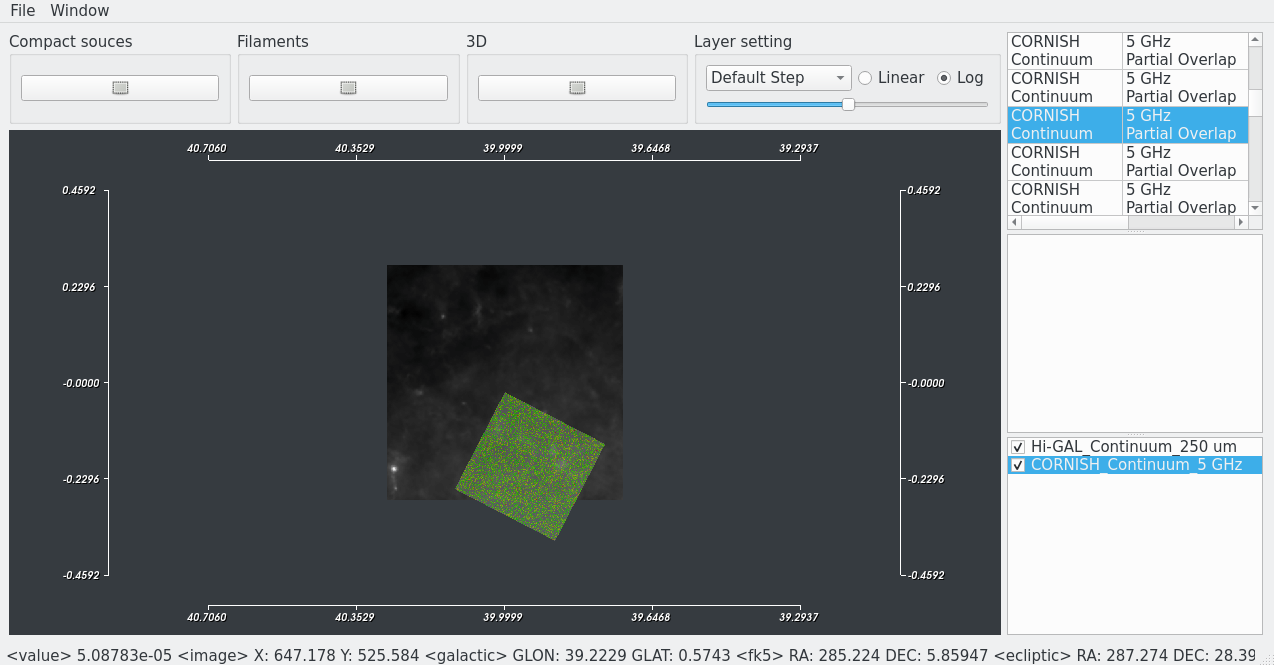 File Window
Compact souces Filaments 3D Layer setting
Default Step Linear Log
40.7060 40.3529 39.9999 39.6468 39.2937
0.4592 0.4592
0.2296 0.2296
-0.0000 -0.0000
-0.2296 -0.2296
-0.4592 -0.4592
40.7060 40.3529 39.9999 39.6468 39.2937
CORNISH 5 GHz
Continuum Partial Overlap
CORNISH 5 GHz
Continuum Partial Overlap
CORNISH 5 GHz
Continuum Partial Overlap
CORNISH 5 GHz
Continuum Partial Overlap
CORNISH 5 GHz
Continuum Partial Overlap
Hi-GAL_Continuum_250 um
CORNISH_Continuum_5 GHz
<value> 5.08783e-05 <image> X: 647.178 Y: 525.584 <galactic> GLON: 39.2229 GLAT: 0.5743 <fk5> RA: 285.224 DEC: 5.85947 <ecliptic> RA: 287.274 DEC: 28.39